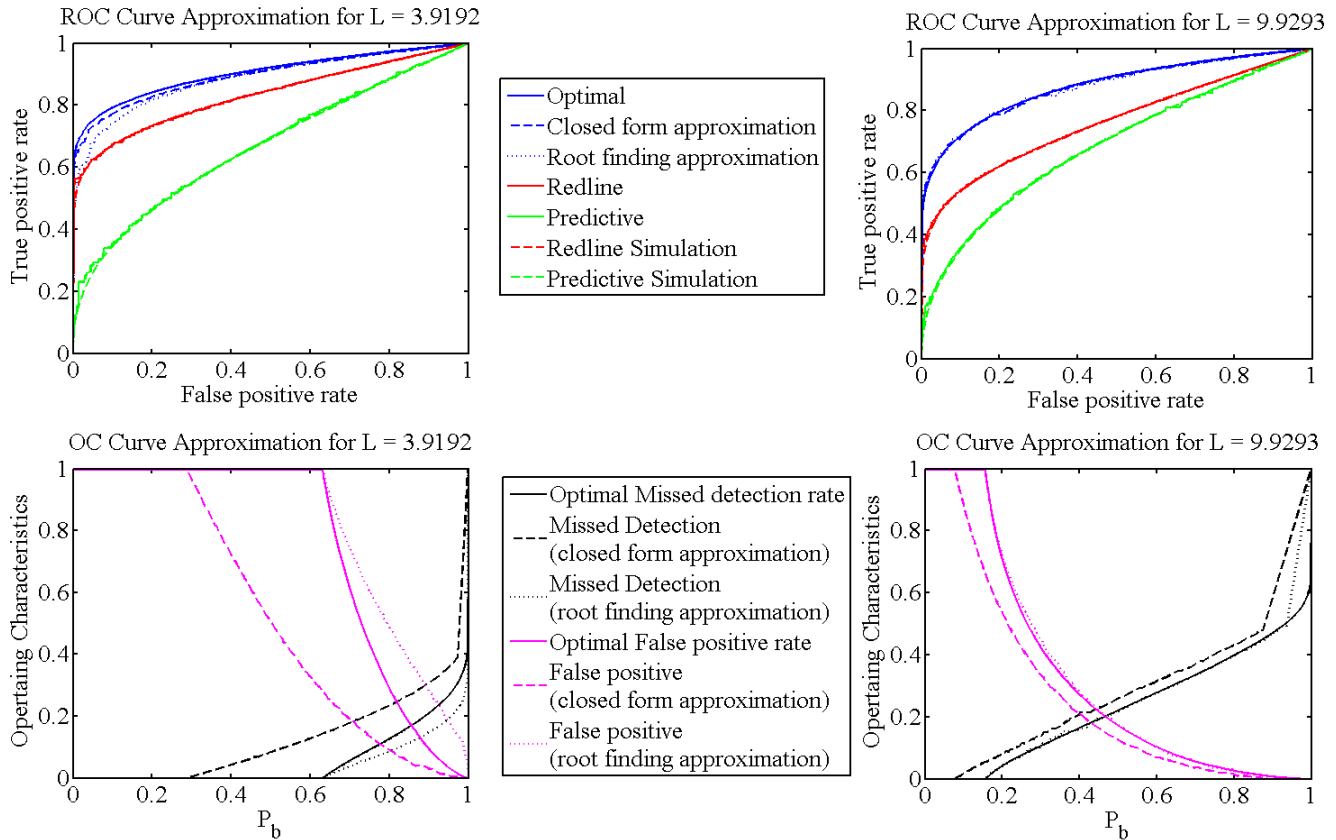 ROC Curve Approximation for L = 3.9192
1
0.8
0.6
0.4
0.2
0
True positive rate
0
0.2
0.4
0.6
0.8
1
False positive rate
Optimal
Closed form approximation
Root finding approximation
Redline
Predictive
Redline Simulation
Predictive Simulation
ROC Curve Approximation for L = 9.9293
1
0.8
0.6
0.4
0.2
0
True positive rate
0
0.2
0.4
0.6
0.8
1
False positive rate
OC Curve Approximation for L = 3.9192
1
0.8
0.6
0.4
0.2
0
Opertaing Characteristics
0
0.2
0.4
0.6
0.8
1
P_b
Optimal Missed detection rate
Missed Detection
(closed form approximation)
Missed Detection
(root finding approximation)
Optimal False positive rate
False positive
(closed form approximation)
False positive
(root finding approximation)
OC Curve Approximation for L = 9.9293
1
0.8
0.6
0.4
0.2
0
Opertaing Characteristics
0
0.2
0.4
0.6
0.8
1
P_b